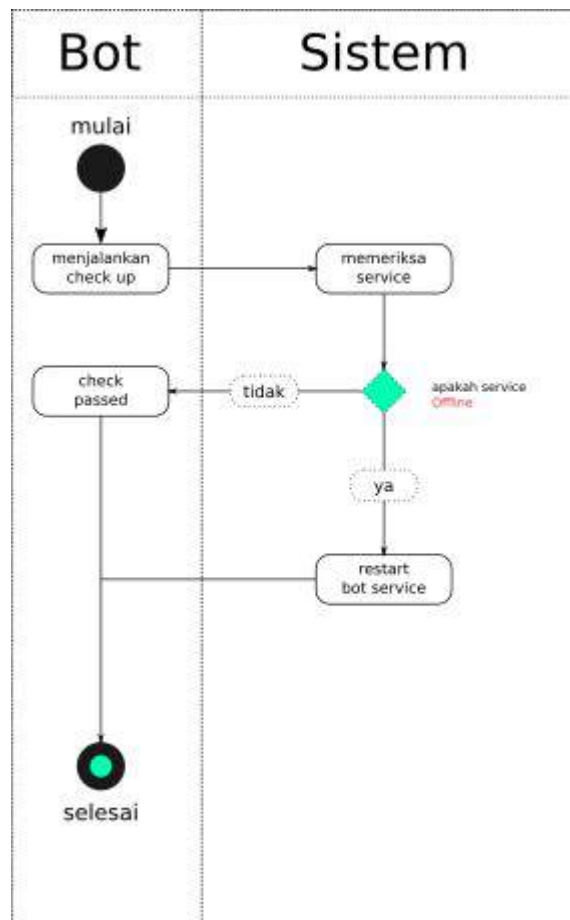 Bot
Sistem
mulai
menjalankan
check up
memeriksa
service
check
passed
tidak
apakah service
Offline
ya
restart
bot service
selesai